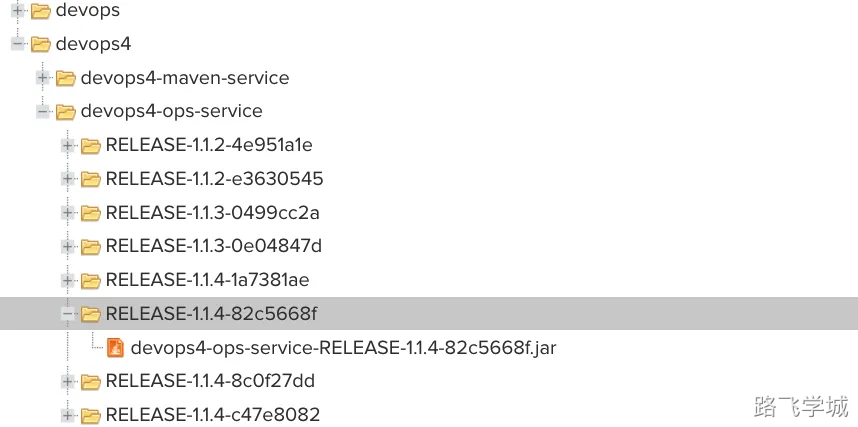 devops
devops4
devops4-maven-service
devops4-ops-service
RELEASE-1.1.2-4e951a1e
RELEASE-1.1.2-e3630545
RELEASE-1.1.3-0499cc2a
RELEASE-1.1.3-0e04847d
RELEASE-1.1.4-1a7381ae
RELEASE-1.1.4-82c5668f
devops4-ops-service-RELEASE-1.1.4-82c5668f.jar
RELEASE-1.1.4-8c0f27dd
RELEASE-1.1.4-c47e8082
路飞学城